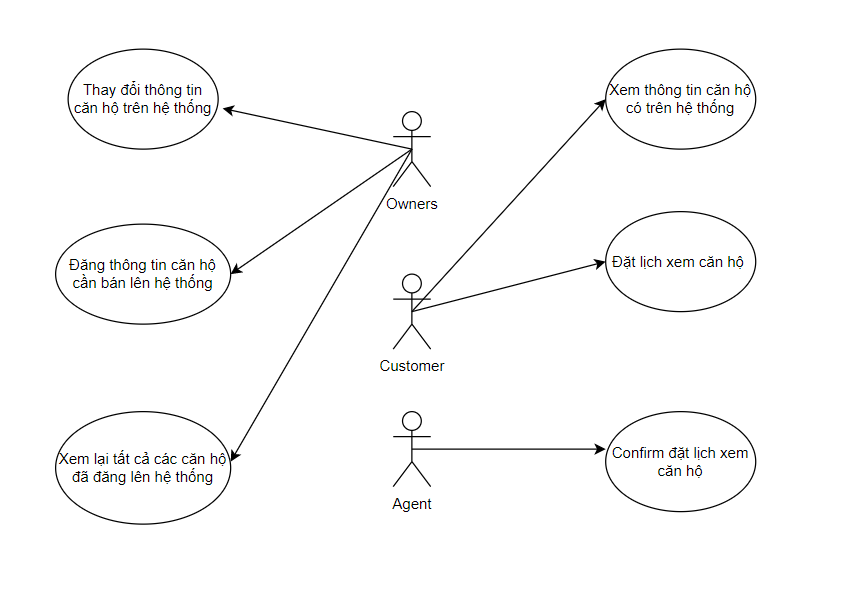 Thay đổi thông tin
căn hộ trên hệ thống
Đăng thông tin căn hộ
cần bán lên hệ thống
Xem lại tất cả các căn hộ
đã đăng lên hệ thống
Owners
Customer
Agent
Xem thông tin căn hộ
có trên hệ thống
Đặt lịch xem căn hộ
Confirm đặt lịch xem
căn hộ